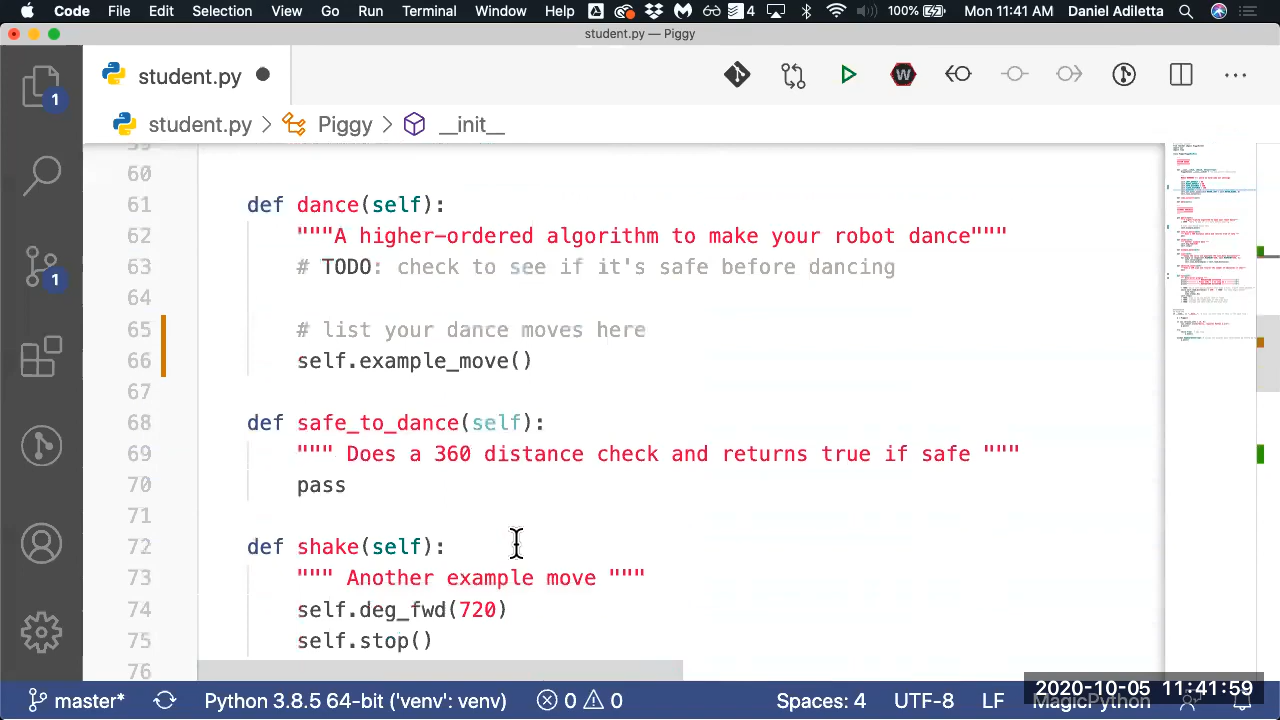 Code File Edit Selection View Go Run Terminal Window Help 4 100% Mon 11:41 AM Daniel Adiletta
student.py — Piggy
student.py
student.py > Piggy > __init__
1
1
60
61 def dance(self):
62 """A higher-ordered algorithm to make your robot dance"""
63 # TODO: check to see if it's safe before dancing
64
65 # list your dance moves here
66 self.example_move()
67
68 def safe_to_dance(self):
69 """ Does a 360 distance check and returns true if safe """
70 pass
71
72 def shake(self):
73 """ Another example move """
74 self.deg_fwd(720)
75 self.stop()
76
master* Python 3.8.5 64-bit ('venv': venv) 0 0 Spaces: 4 UTF-8 LF MagicPython
2020-10-05 11:41:59